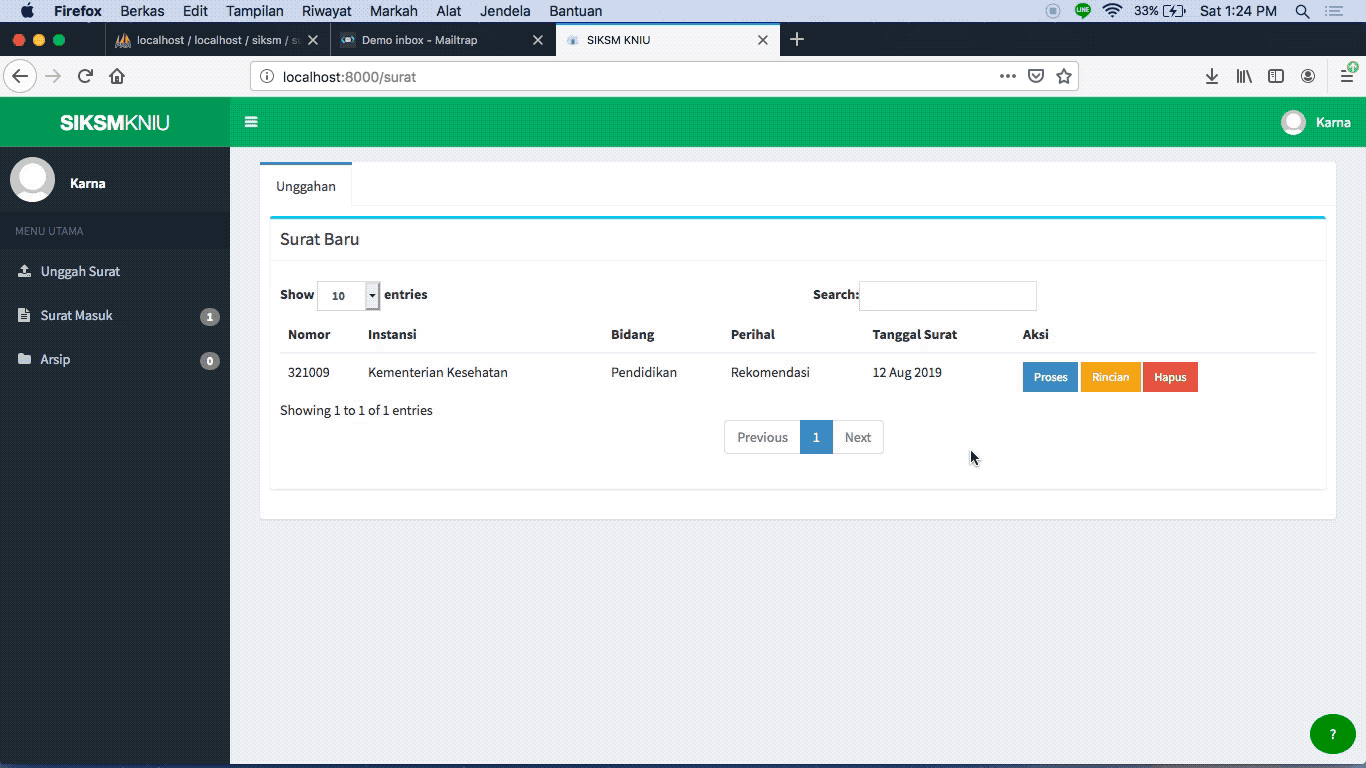 Firefox Berkas Edit Tampilan Riwayat Markah Alat Jendela Bantuan LINE 33% Sat 1:24 PM
localhost / localhost / siksm / Demo inbox - Mailtrap SIKSM KNIU
localhost:8000/surat
SIKSMKNIU Karna
Karna
MENU UTAMA
Unggah Surat
Surat Masuk 1
Arsip 0
Unggahan
Surat Baru
Show 10 entries Search:
Nomor Instansi Bidang Perihal Tanggal Surat Aksi
321009 Kementerian Kesehatan Pendidikan Rekomendasi 12 Aug 2019 Proses Rincian Hapus
Showing 1 to 1 of 1 entries
Previous 1 Next
?